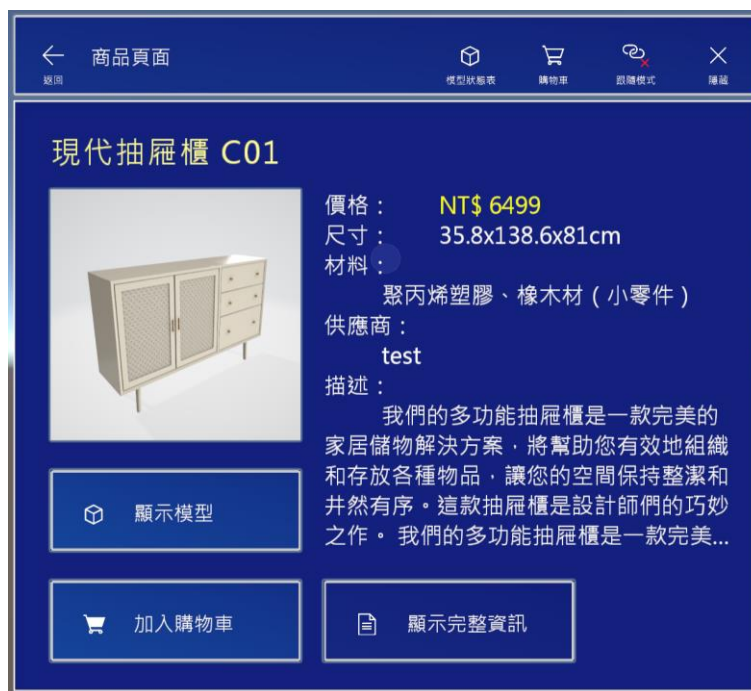 商品頁面
返回
模型狀態表
購物車
跟隨模式
隱藏
現代抽屜櫃 C01
價格：　NT$ 6499
尺寸：　35.8x138.6x81cm
材料：
聚丙烯塑膠、橡木材（小零件）
供應商：
test
描述：
我們的多功能抽屜櫃是一款完美的
家居儲物解決方案，將幫助您有效地組織
和存放各種物品，讓您的空間保持整潔和
井然有序。這款抽屜櫃是設計師們的巧妙
之作。 我們的多功能抽屜櫃是一款完美...
顯示模型
加入購物車
顯示完整資訊